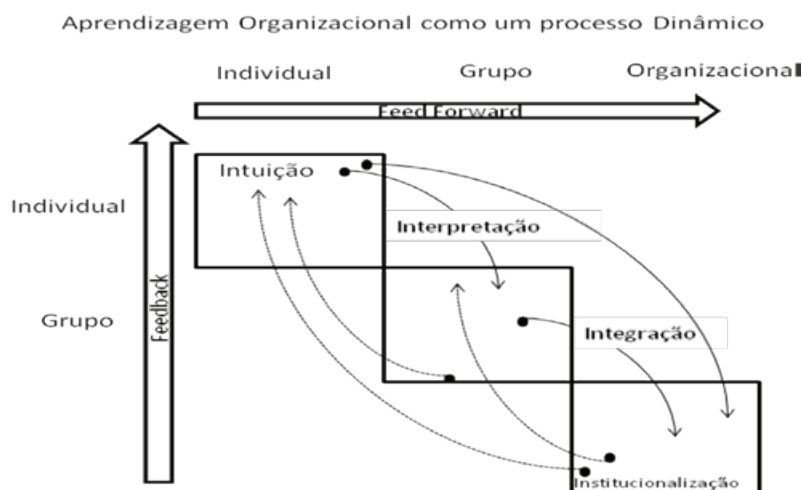 Aprendizagem Organizacional como um processo Dinâmico
Individual Grupo Organizacional
Feed Forward
Intuição
Individual
Interpretação
Feedback
Grupo
Integração
Institucionalização